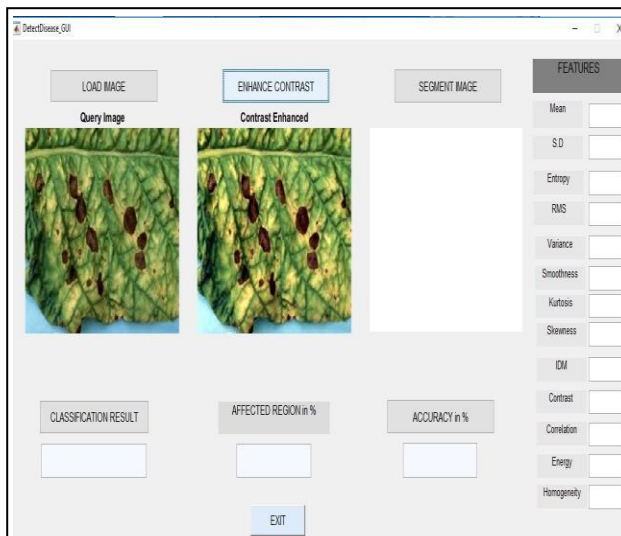 DetectDisease_GUI
LOAD IMAGE
ENHANCE CONTRAST
SEGMENT IMAGE
Query Image
Contrast Enhanced
CLASSIFICATION RESULT
AFFECTED REGION in %
ACCURACY in %
EXIT
FEATURES
Mean
S.D
Entropy
RMS
Variance
Smoothness
Kurtosis
Skewness
IDM
Contrast
Correlation
Energy
Homogeneity